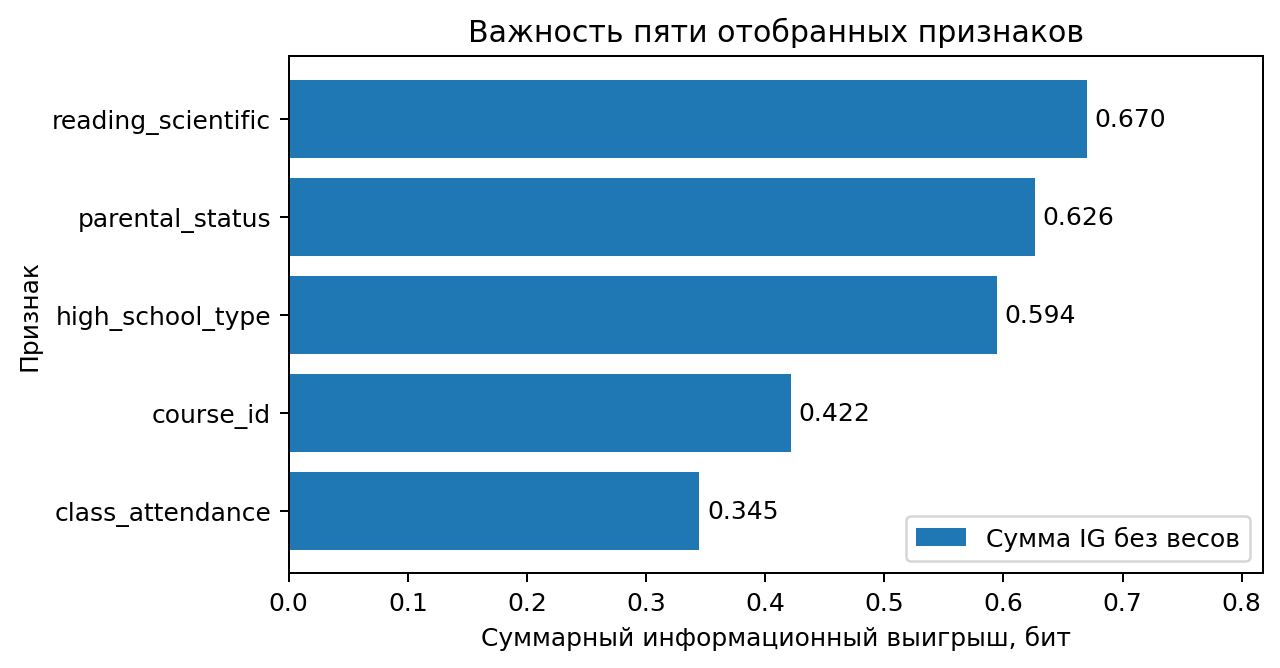 Важность пяти отобранных признаков
Признак
reading_scientific
0.670
parental_status
0.626
high_school_type
0.594
course_id
0.422
class_attendance
0.345
Сумма IG без весов
0.0 0.1 0.2 0.3 0.4 0.5 0.6 0.7 0.8
Суммарный информационный выигрыш, бит